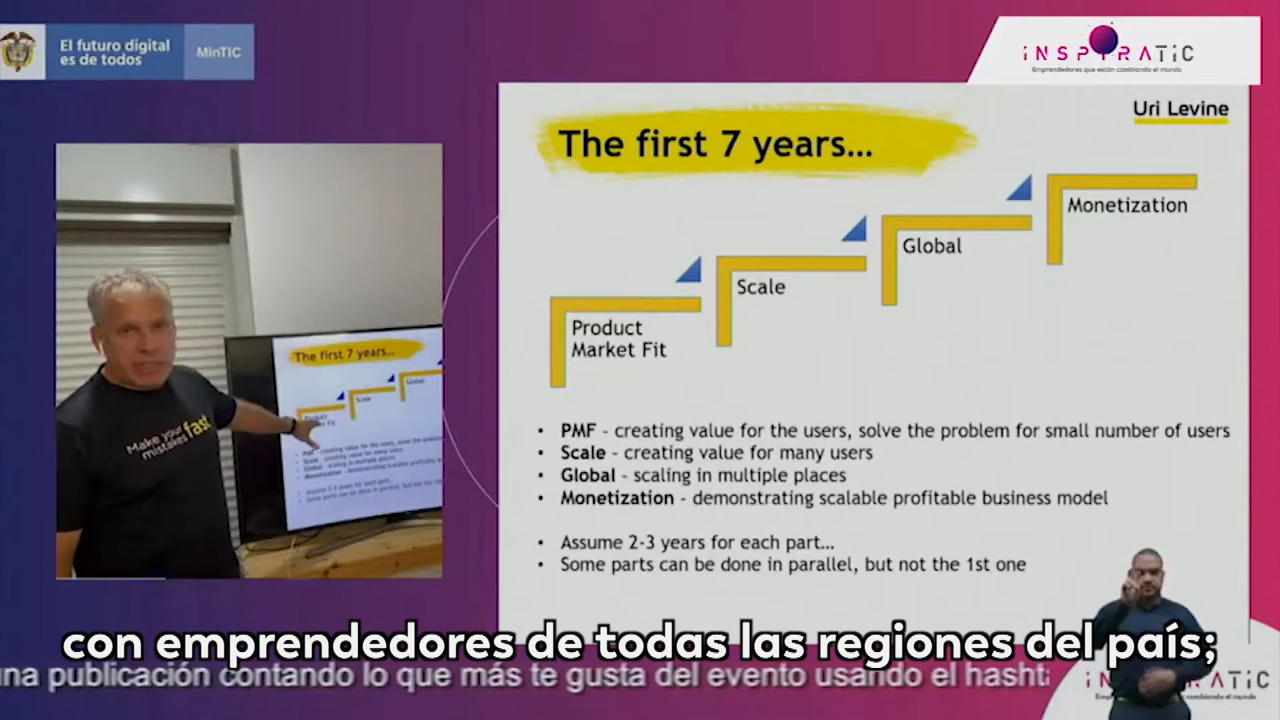 El futuro digital
es de todos
MinTIC
INSPIRATIC
Emprendedores que están cambiando el mundo
Uri Levine
The first 7 years...
Monetization
Global
Scale
Product
Market Fit
• PMF - creating value for the users, solve the problem for small number of users
• Scale - creating value for many users
• Global - scaling in multiple places
• Monetization - demonstrating scalable profitable business model
• Assume 2-3 years for each part...
• Some parts can be done in parallel, but not the 1st one
Make your
mistakes fast
The first 7 years...
Global
Scale
Product
con emprendedores de todas las regiones del país;
una publicación contando lo que más te gusta del evento usando el hashta